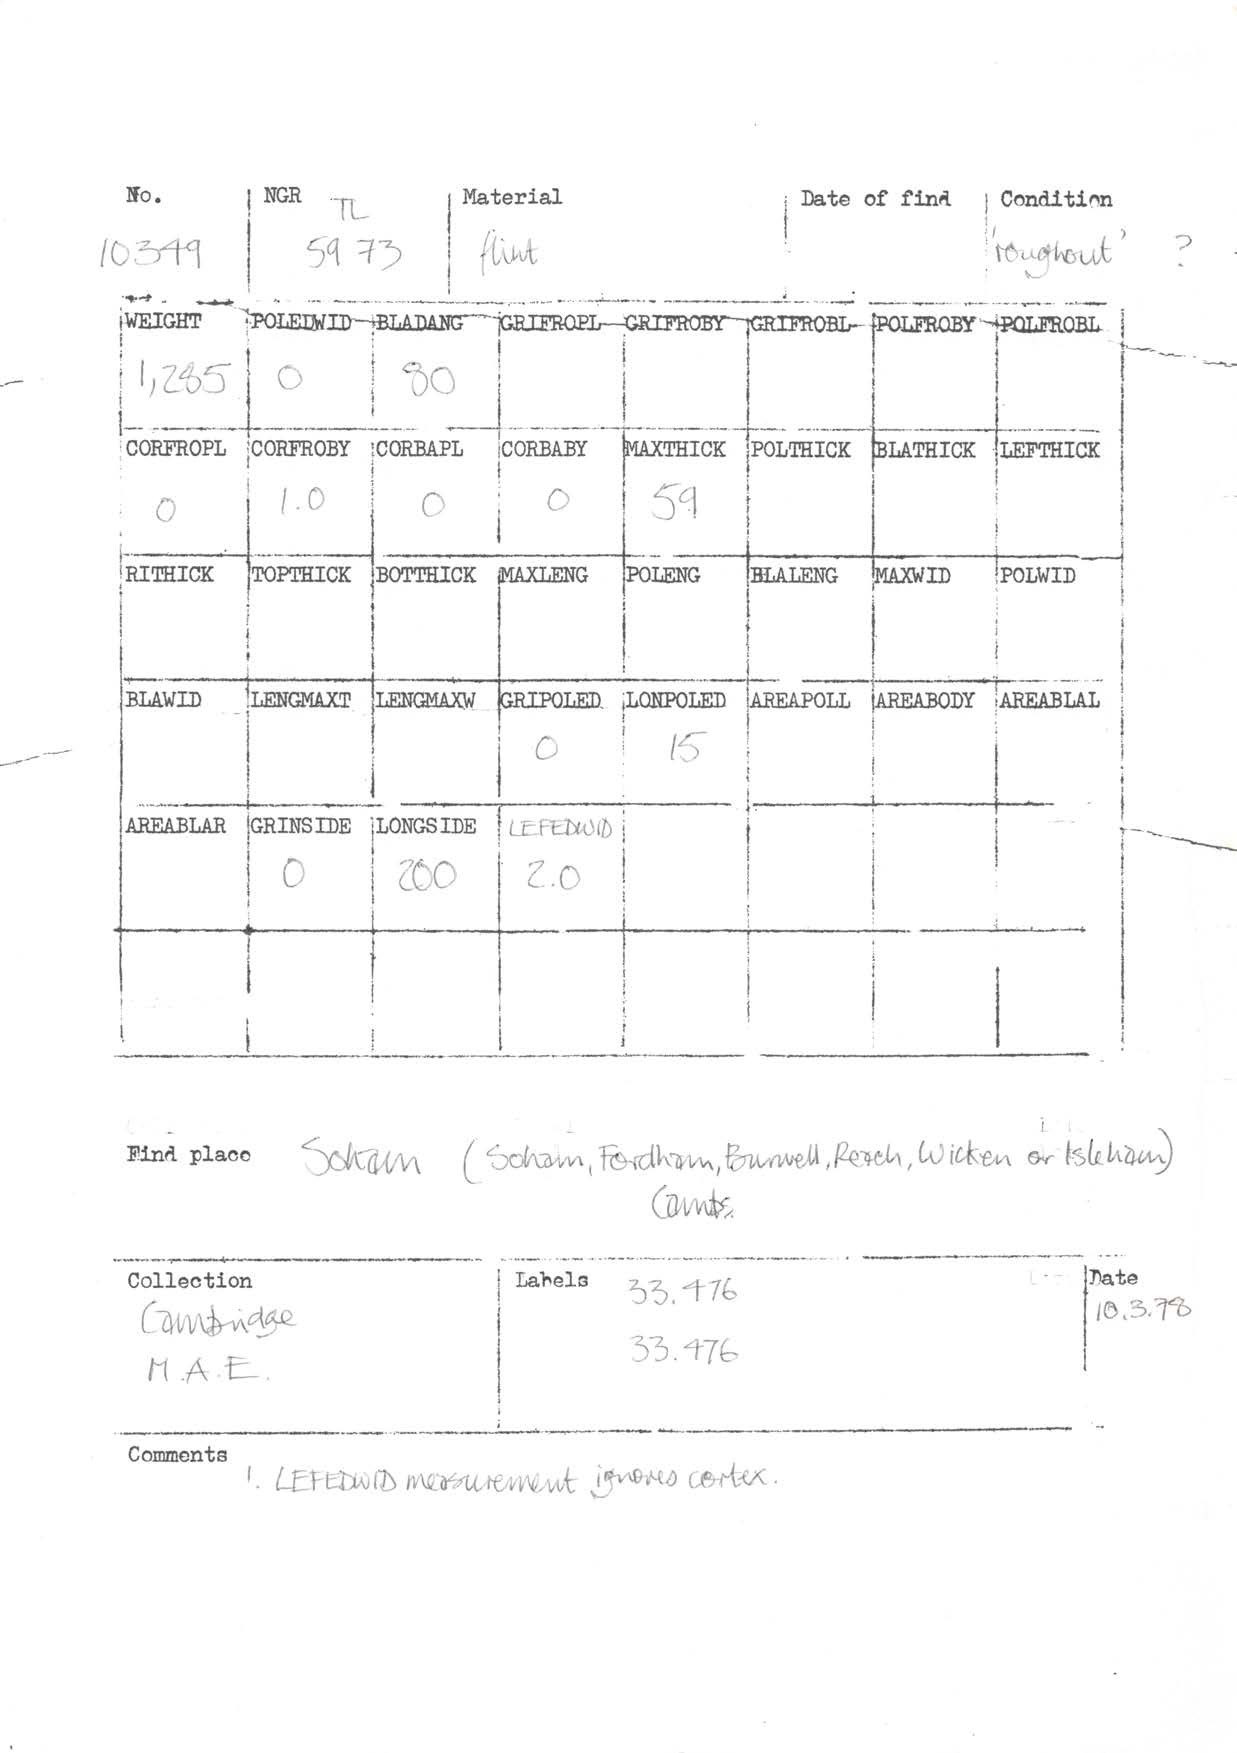 No. NGR TL Material Date of find Condition
10349 59 73 flint 'roughout' ?
WEIGHT POLEDWID BLADANG GRIFROPL GRIFROBY GRIFROBL POLFROBY POLFROBL
1,285 0 80
CORFROPL CORFROBY CORBAPL CORBABY MAXTHICK POLTHICK BLATHICK LEFTHICK
0 1.0 0 0 59
RITHICK TOPTHICK BOTTHICK MAXLENG POLENG BLALENG MAXWID POLWID
BLAWID LENGMAXT LENGMAXW GRIPOLED LONPOLED AREAPOLL AREABODY AREABLAL
0 15
AREABLAR GRINSIDE LONGSIDE LEFEDWID
0 200 2.0
Find place Soham (Soham, Fordham, Burwell, Reach, Wicken or Isleham)
Cambs.
Collection Labels 33.476 Date
Cambridge 10.3.78
M.A.E. 33.476
Comments
1. LEFEDWID measurement ignores cortex.